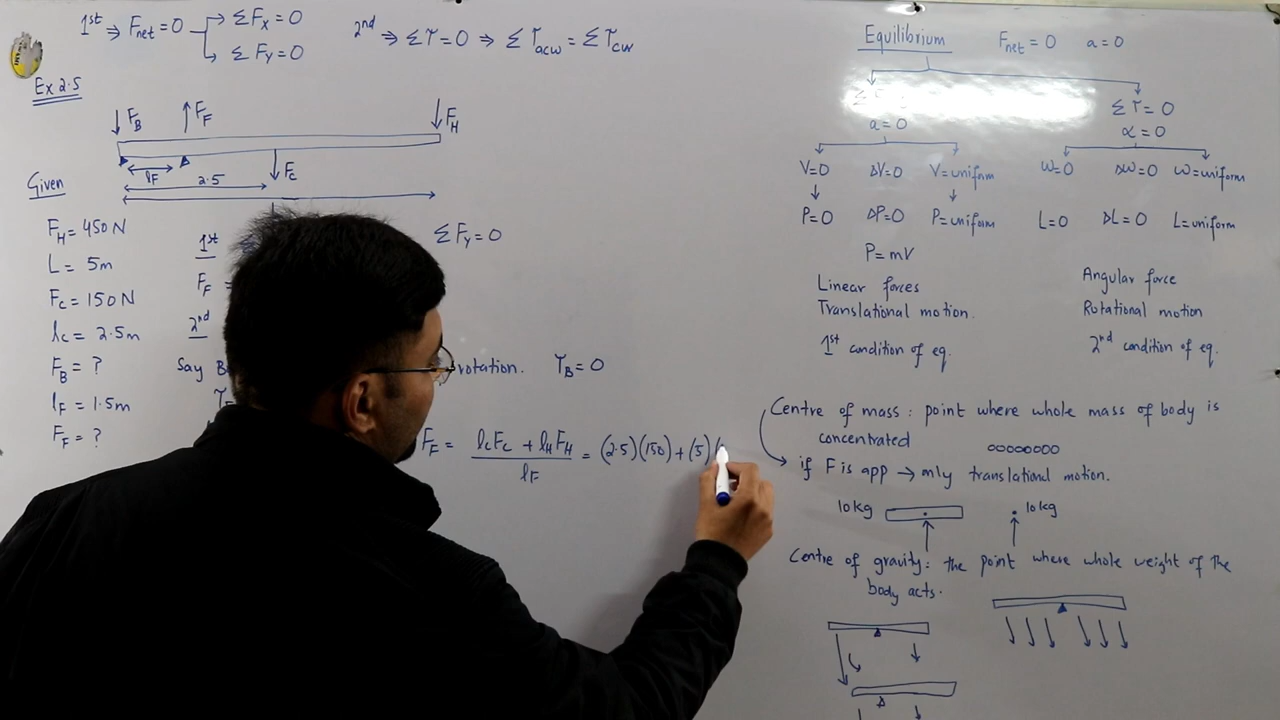 1st ⇒ Fnet = 0 → ΣFx = 0
ΣFy = 0
2nd ⇒ Στ = 0 ⇒ Στacw = Στcw
Ex 2.5
FB FF FH
lF
2.5 Fc
Given
FH = 450 N
L = 5m
Fc = 150 N
lc = 2.5m
FB = ?
lF = 1.5m
FF = ?
1st
ΣFy = 0
FF =
2nd
Say B rotation. τB = 0
FF = lcFc + lHFH / lF = (2.5)(150) + (5)(
Equilibrium Fnet = 0 a = 0
Στ = 0
a = 0 α = 0
V=0 ΔV=0 V=uniform
ω=0 Δω=0 ω=uniform
P=0 ΔP=0 P=uniform
L=0 ΔL=0 L=uniform
P = mV
Linear forces
Translational motion.
1st condition of eq.
Angular force
Rotational motion
2nd condition of eq.
Centre of mass : point where whole mass of body is
concentrated
if F is app → only translational motion.
10kg 10kg
Centre of gravity : the point where whole weight of the
body acts.